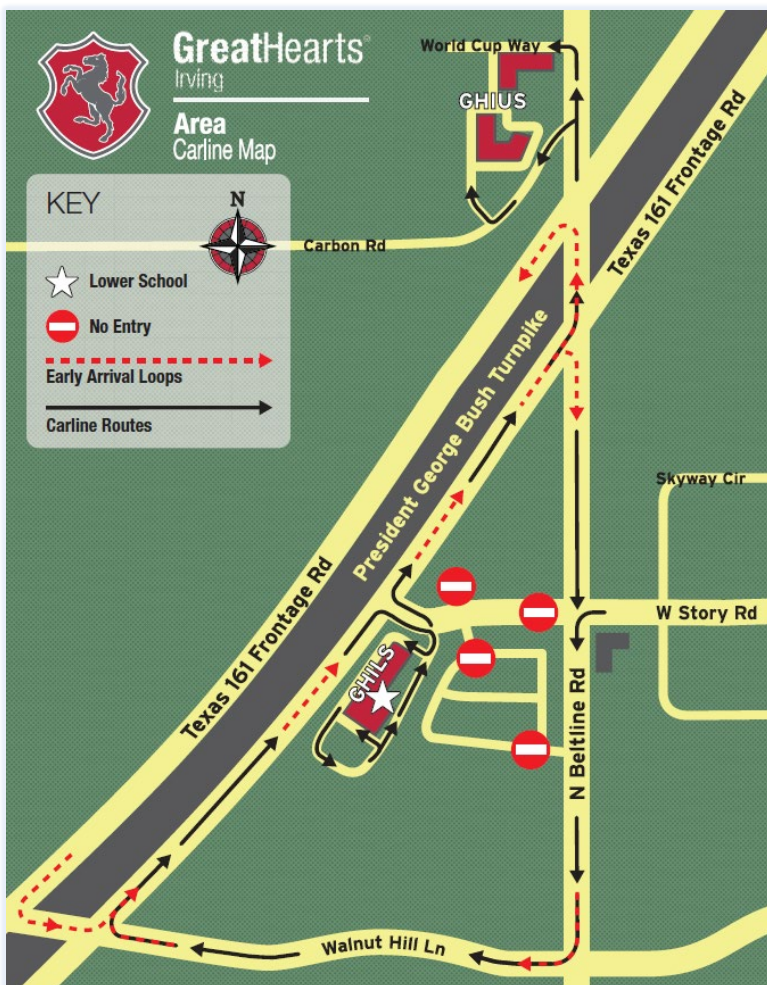 GreatHearts®
Irving
Area
Carline Map
World Cup Way
GHIUS
KEY
N
Carbon Rd
Lower School
No Entry
Early Arrival Loops
Carline Routes
Texas 161 Frontage Rd
President George Bush Turnpike
Skyway Cir
W Story Rd
GHILS
Texas 161 Frontage Rd
N Beltline Rd
Walnut Hill Ln